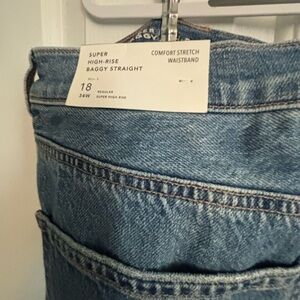 SUPER
HIGH-RISE
BAGGY STRAIGHT
18
34W
REGULAR
SUPER HIGH RISE
COMFORT STRETCH
WAISTBAND